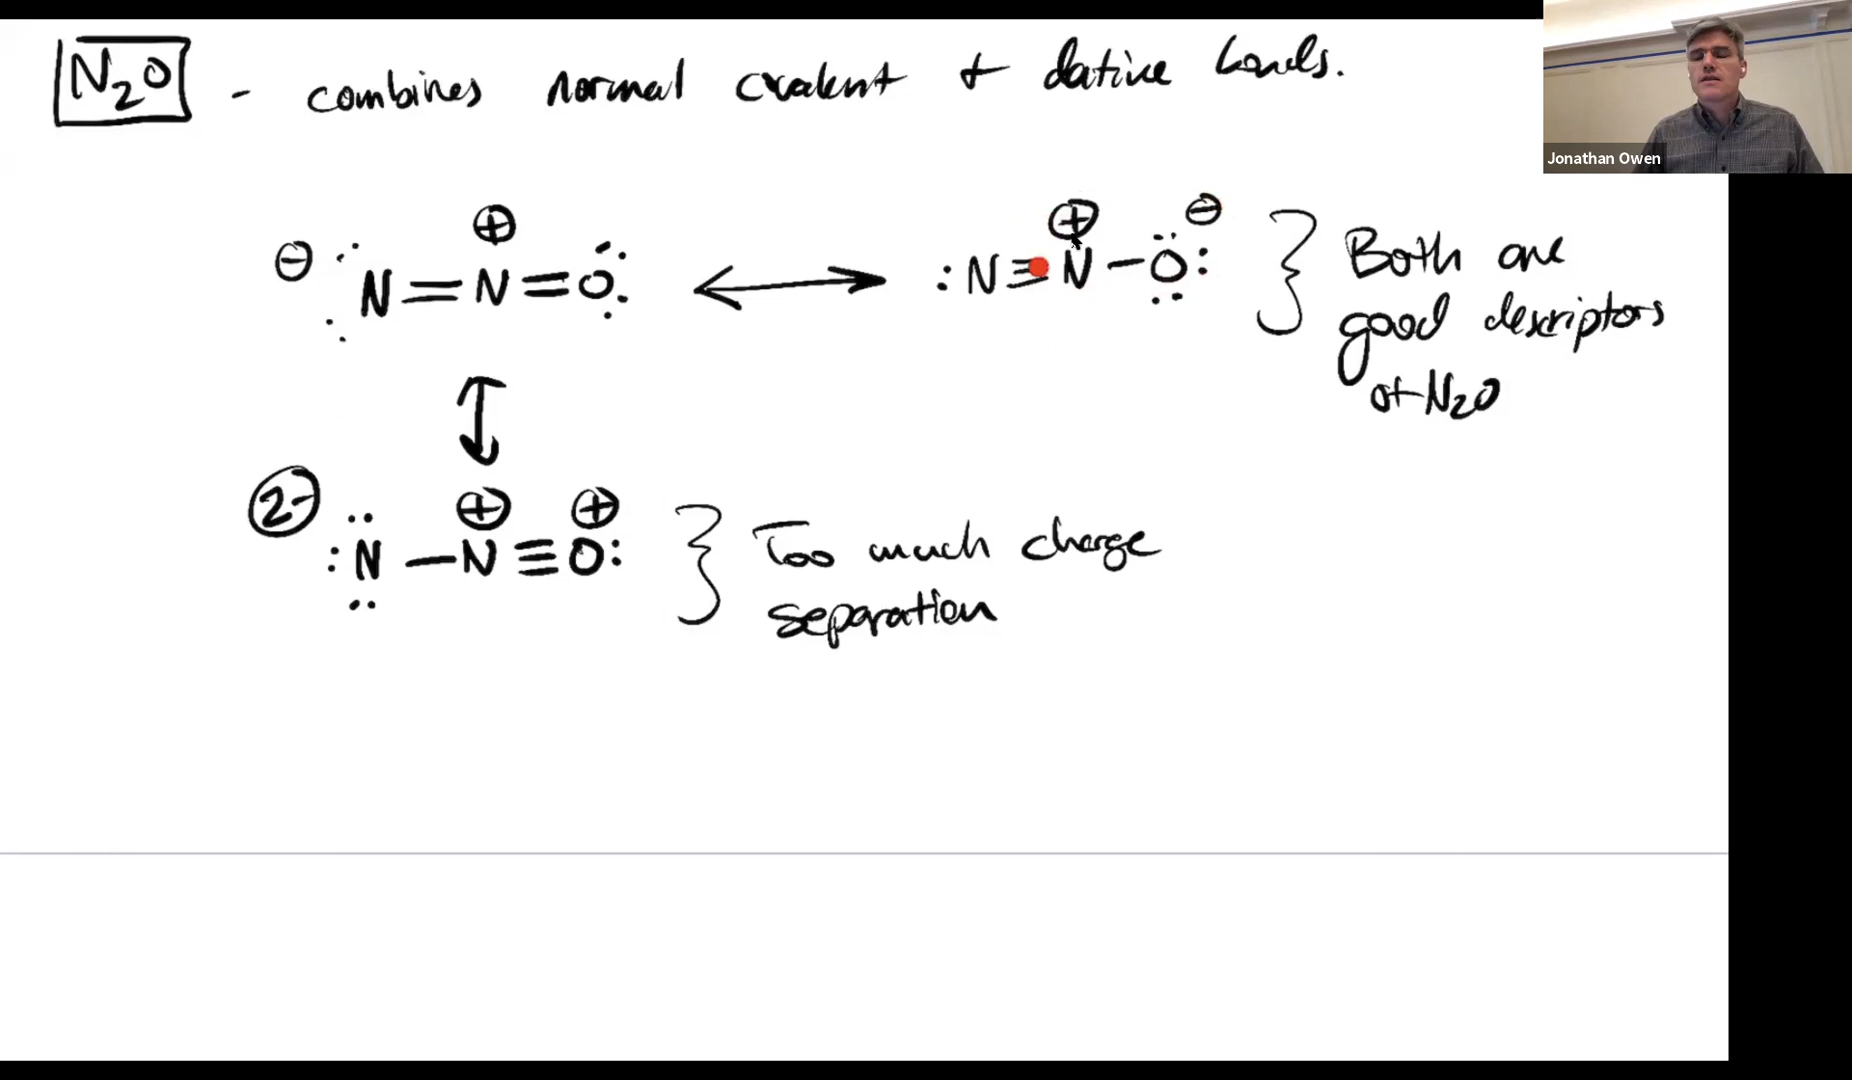 N₂O - combines normal covalent + dative bonds.
Jonathan Owen
⊖ :N=N=O: ⊕ ↔ :N≡N-O: ⊕ ⊖ } Both are
good descriptors
of N₂O
↕
2- :N-N≡O: ⊕ ⊕ } Too much charge
separation